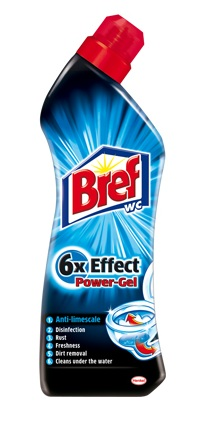 Bref
WC
6x Effect
Power-Gel
1. Anti-limescale
2. Disinfection
3. Rust
4. Freshness
5. Dirt removal
6. Cleans under the water
Henkel